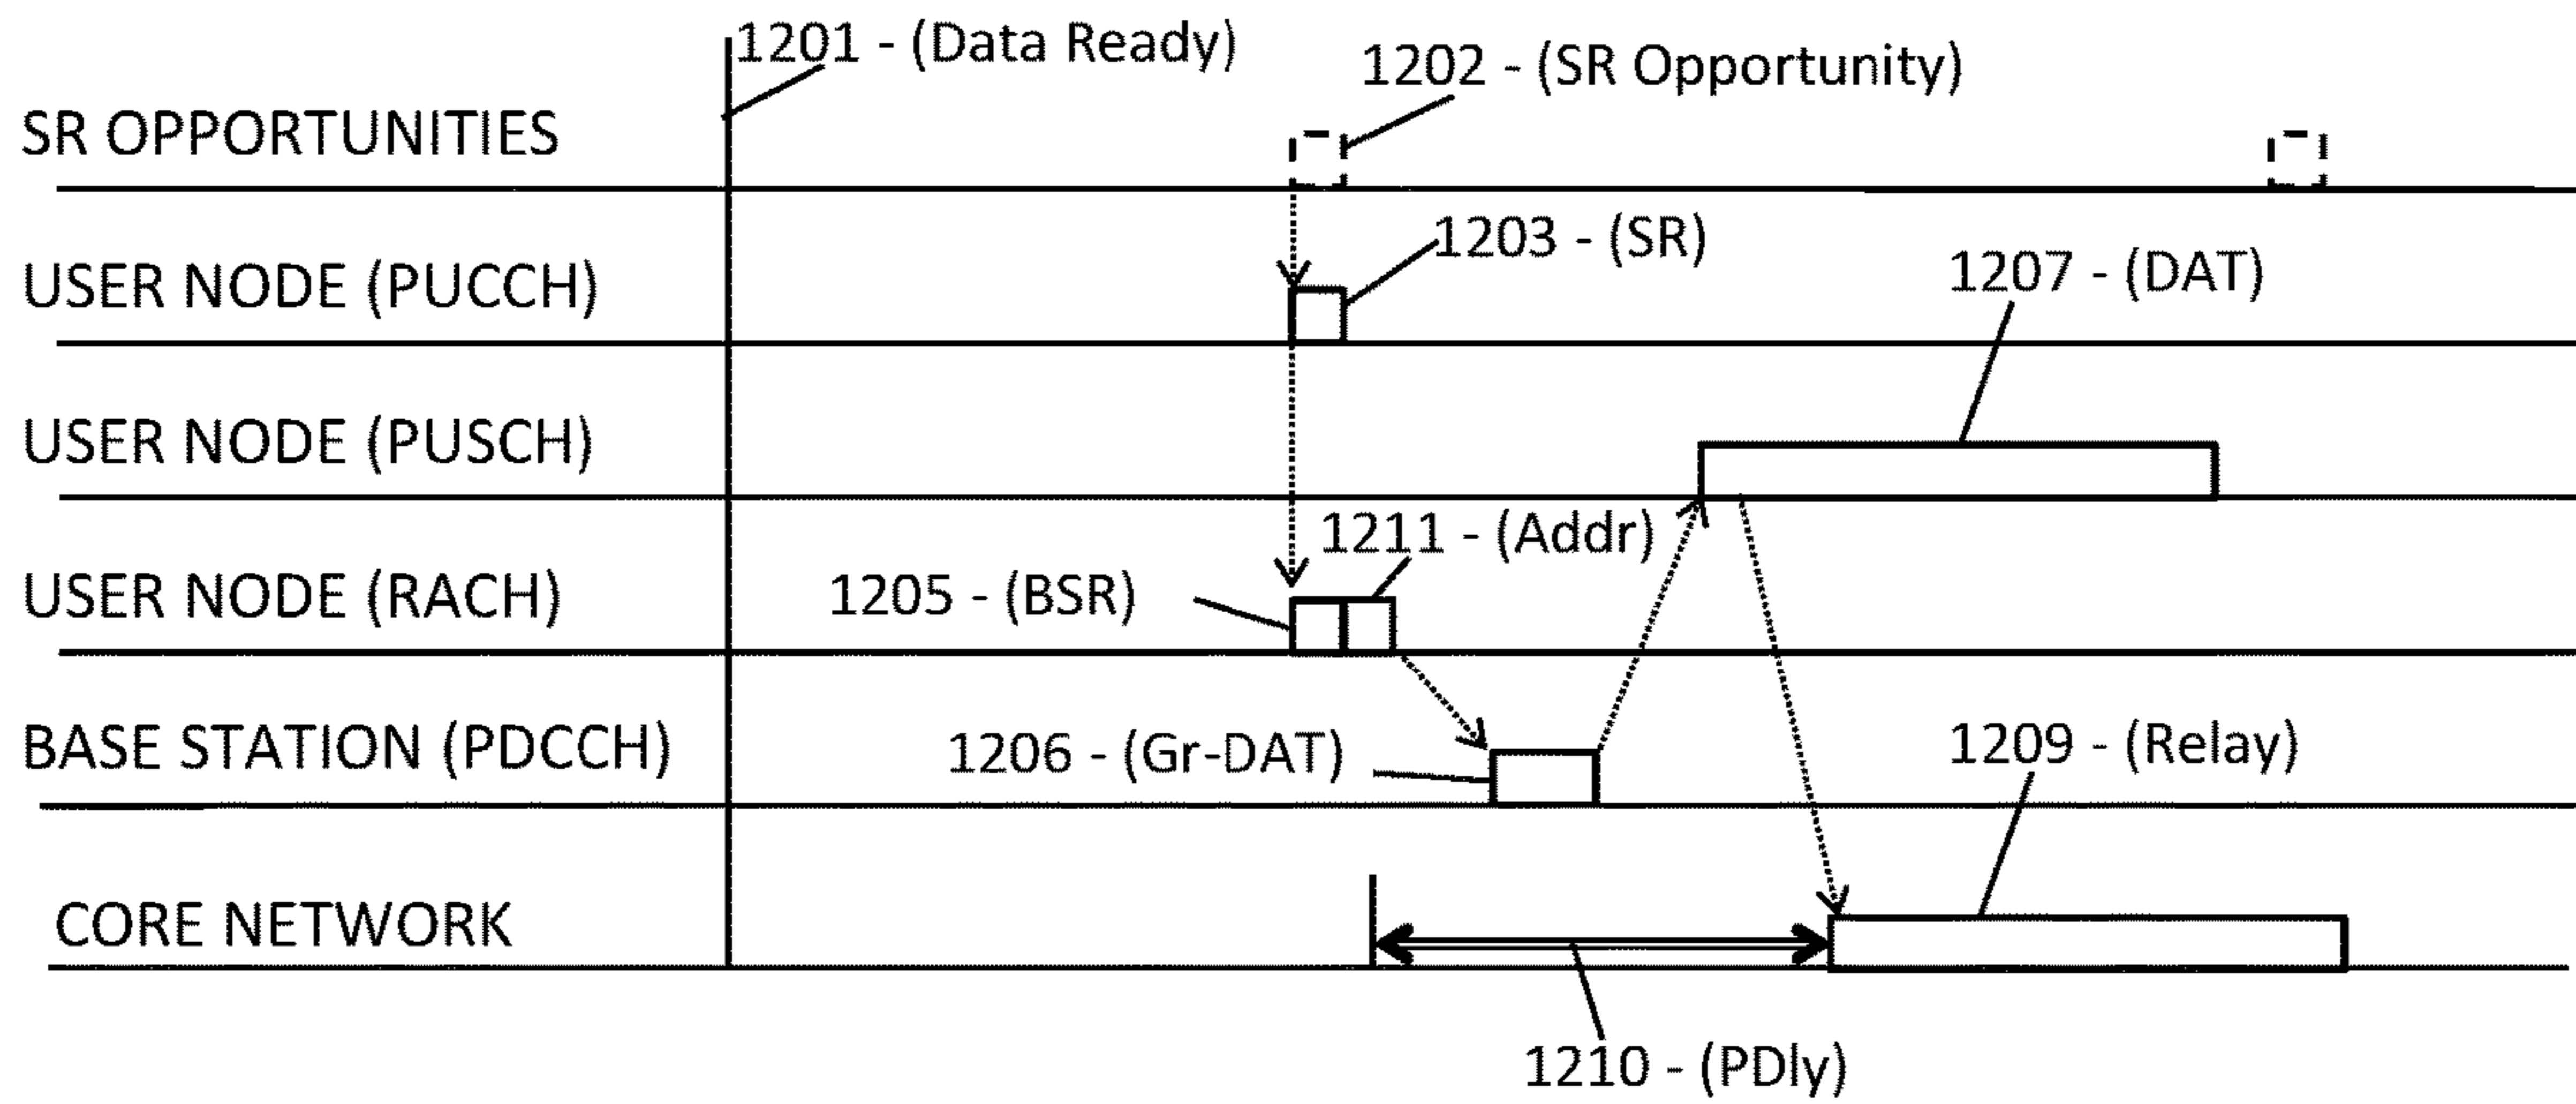 1201 - (Data Ready)
1202 - (SR Opportunity)
SR OPPORTUNITIES
1203 - (SR)
USER NODE (PUCCH)
1207 - (DAT)
USER NODE (PUSCH)
1211 - (Addr)
USER NODE (RACH)
1205 - (BSR)
BASE STATION (PDCCH)
1206 - (Gr-DAT)
1209 - (Relay)
CORE NETWORK
1210 - (PDly)